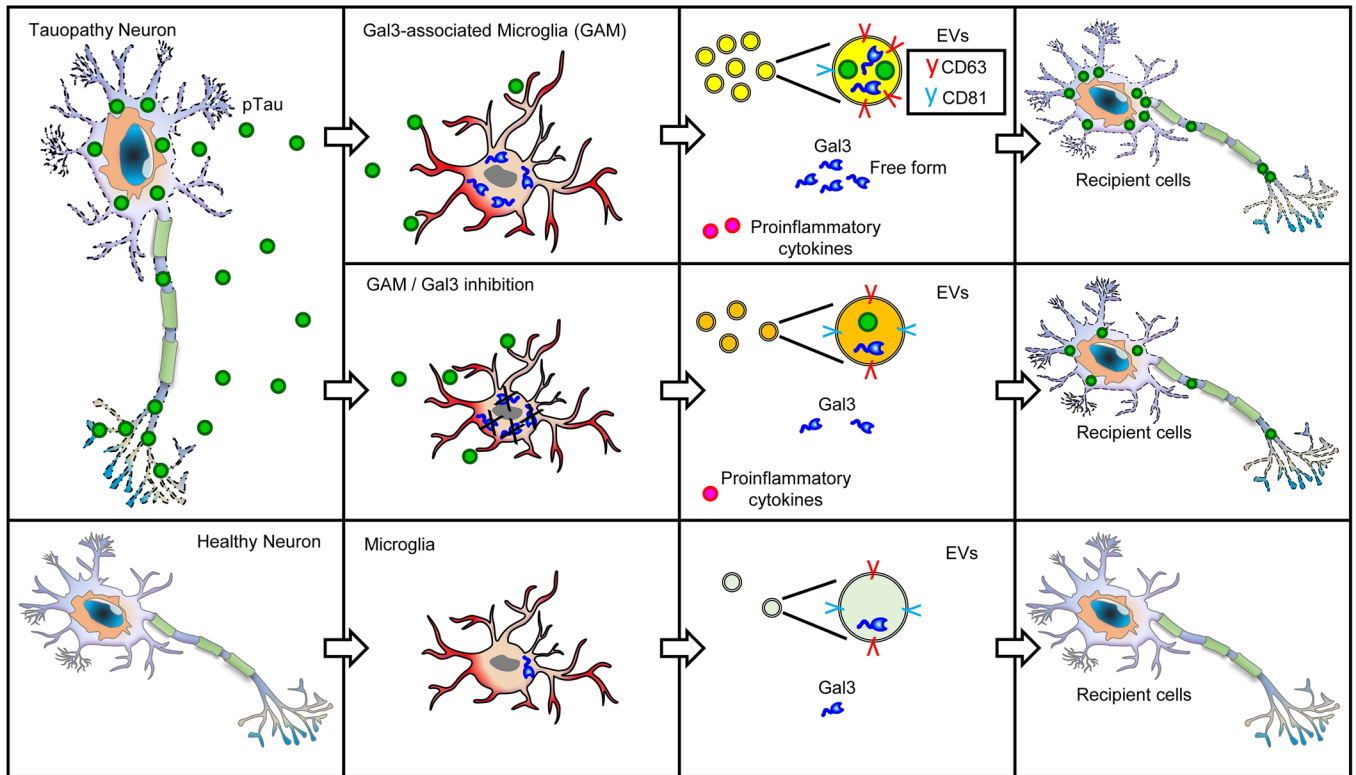 Tauopathy Neuron
pTau
Gal3-associated Microglia (GAM)
EVs
CD63
CD81
Gal3
Free form
Proinflammatory
cytokines
Recipient cells
GAM / Gal3 inhibition
EVs
Gal3
Proinflammatory
cytokines
Recipient cells
Healthy Neuron
Microglia
EVs
Gal3
Recipient cells